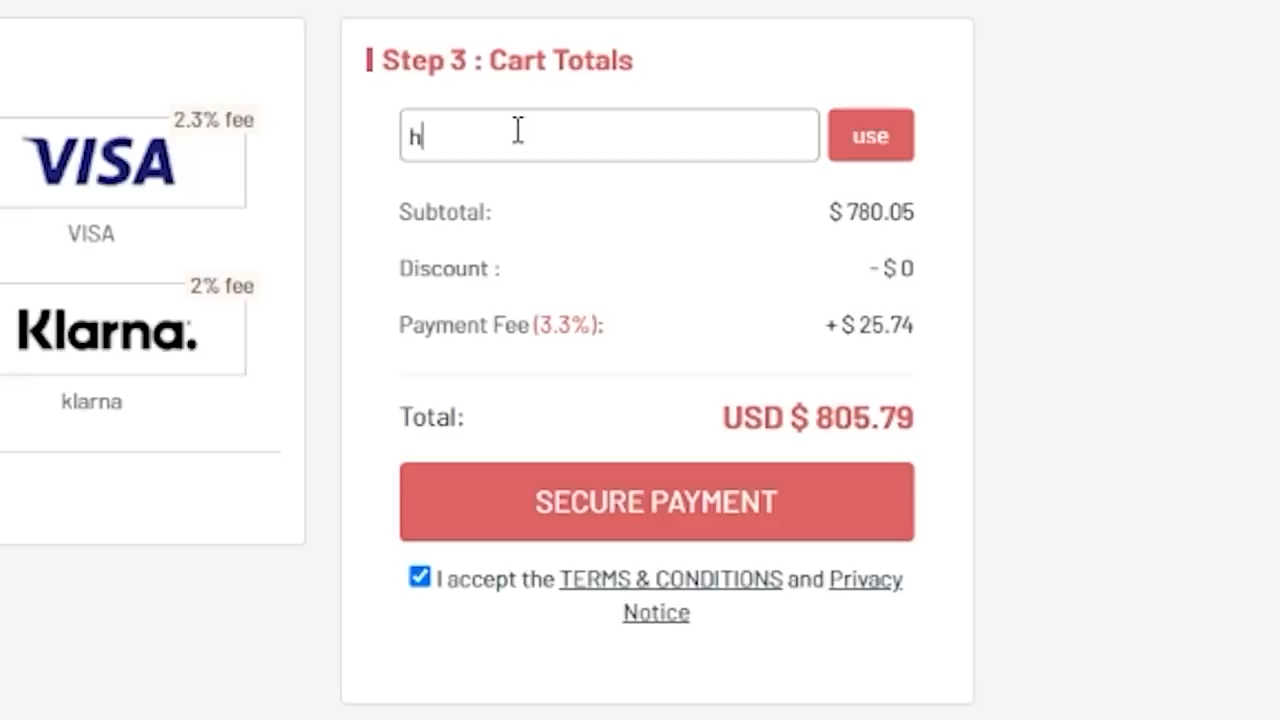 2.3% fee
VISA
VISA
2% fee
Klarna.
klarna
Step 3 : Cart Totals
h
use
Subtotal: $ 780.05
Discount : - $ 0
Payment Fee (3.3%): + $ 25.74
Total: USD $ 805.79
SECURE PAYMENT
I accept the TERMS & CONDITIONS and Privacy
Notice